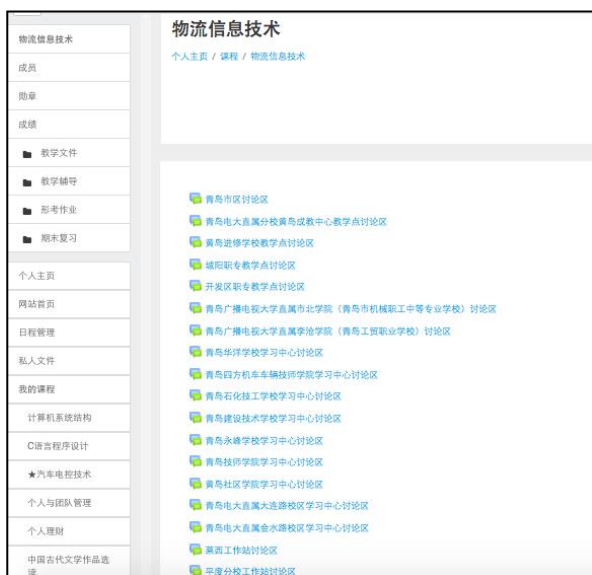 物流信息技术
成员
勋章
成绩
教学文件
教学辅导
形考作业
期末复习
个人主页
网站首页
日程管理
私人文件
我的课程
计算机系统结构
C语言程序设计
★汽车电控技术
个人与团队管理
个人理财
中国古代文学作品选
读
物流信息技术
个人主页 / 课程 / 物流信息技术
青岛市区讨论区
青岛电大直属分校黄岛成教中心教学点讨论区
黄岛进修学校教学点讨论区
城阳职专教学点讨论区
开发区职专教学点讨论区
青岛广播电视大学直属市北学院（青岛市机械职工中等专业学校）讨论区
青岛广播电视大学直属李沧学院（青岛工贸职业学校）讨论区
青岛华洋学校学习中心讨论区
青岛四方机车车辆技师学院学习中心讨论区
青岛石化技工学校学习中心讨论区
青岛建设技术学校学习中心讨论区
青岛永峰学校学习中心讨论区
青岛技师学院学习中心讨论区
黄岛社区学院学习中心讨论区
青岛电大直属大连路校区学习中心讨论区
青岛电大直属金水路校区学习中心讨论区
莱西工作站讨论区
平度分校工作站讨论区